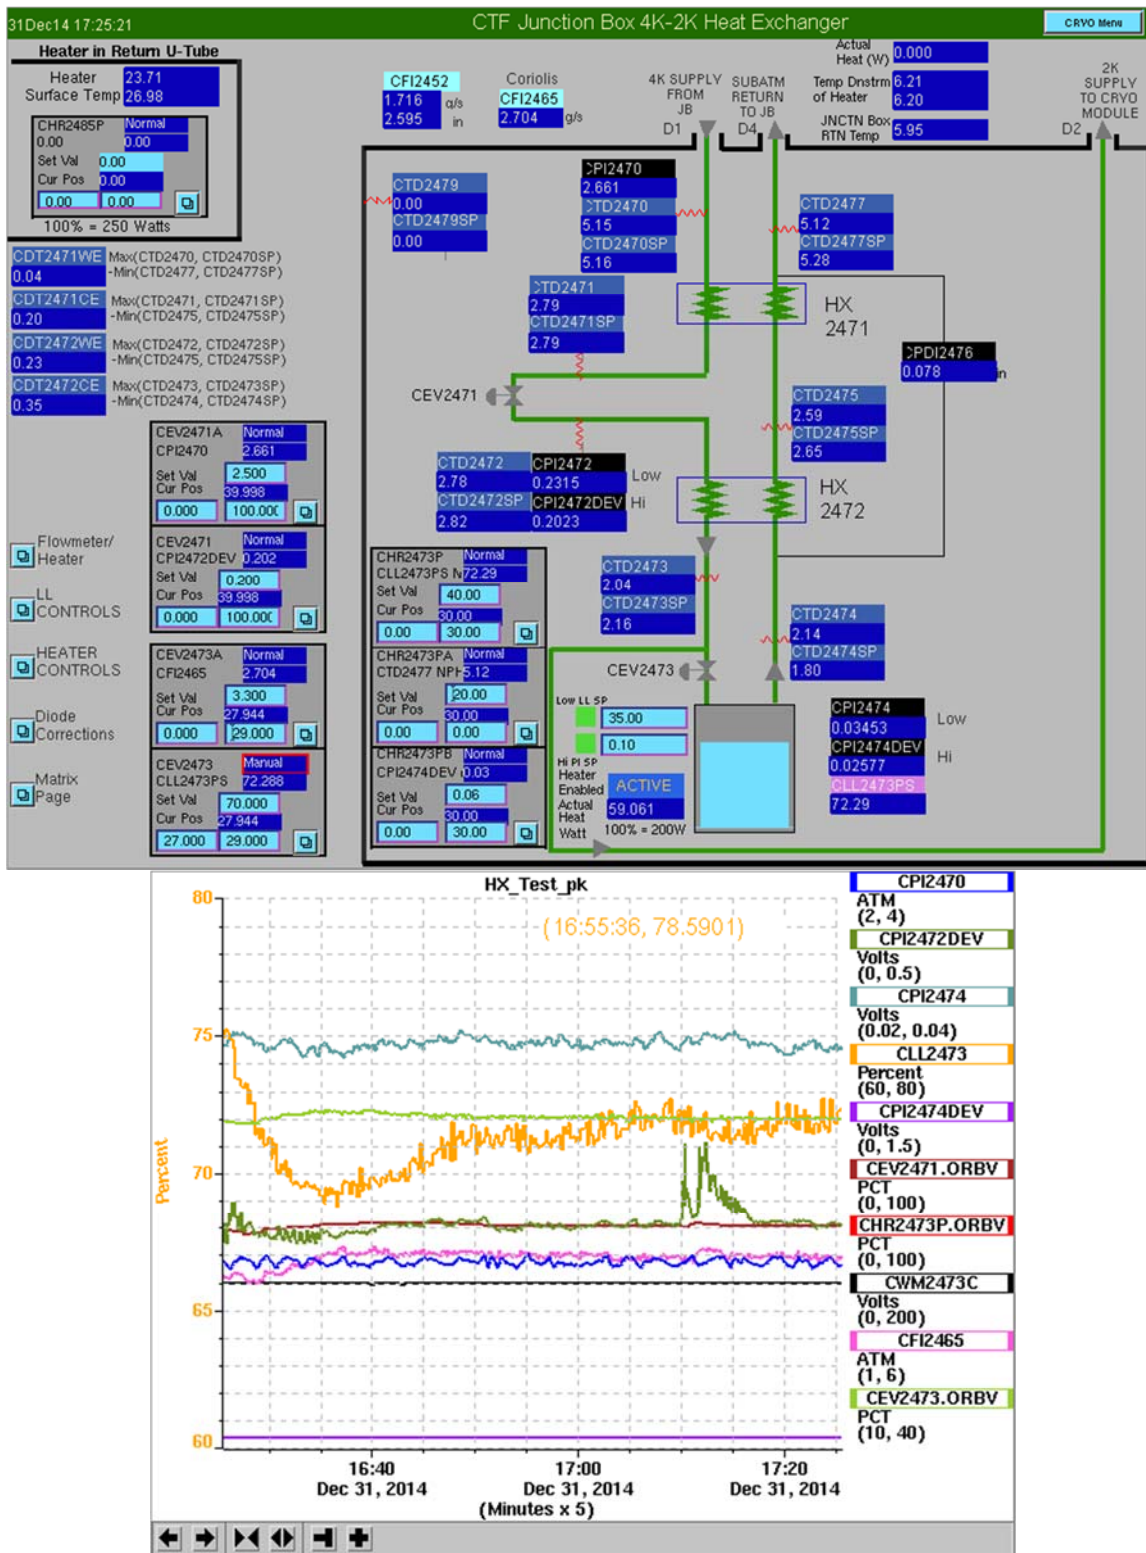 31Dec14 17:25:21
CTF Junction Box 4K-2K Heat Exchanger
CRYO Menu
Heater in Return U-Tube
Heater 23.71
Surface Temp 26.98
CHR2485P Normal
0.00 0.00
Set Val 0.00
Cur Pos 0.00
0.00 0.00
100% = 250 Watts
CFI2452
1.716 g/s
2.595 in
Coriolis
CFI2465
2.704 g/s
4K SUPPLY
FROM
JB
D1
SUBATM
RETURN
TO JB
D4
Actual
Heat (W) 0.000
Temp Dnstrm 6.21
of Heater 6.20
JNCTN Box
RTN Temp 5.95
2K
SUPPLY
TO CRYO
MODULE
D2
CTD2479
0.00
CTD2479SP
0.00
CPI2470
2.661
CTD2470
5.15
CTD2470SP
5.16
CTD2477
5.12
CTD2477SP
5.28
CDT2471WE Max(CTD2470, CTD2470SP)
0.04 -Min(CTD2477, CTD2477SP)
CDT2471CE Max(CTD2471, CTD2471SP)
0.20 -Min(CTD2475, CTD2475SP)
CDT2472WE Max(CTD2472, CTD2472SP)
0.23 -Min(CTD2475, CTD2475SP)
CDT2472CE Max(CTD2473, CTD2473SP)
0.35 -Min(CTD2474, CTD2474SP)
CTD2471
2.79
CTD2471SP
2.79
HX
2471
CPDI2476
0.078 in
CEV2471
CTD2475
2.59
CTD2475SP
2.65
CTD2472 CPI2472
2.78 0.2315 Low
CTD2472SP CPI2472DEV Hi
2.82 0.2023
HX
2472
CEV2471A Normal
CPI2470 2.661
Set Val 2.500
Cur Pos 39.998
0.000 100.000
CEV2471 Normal
CPI2472DEV 0.202
Set Val 0.200
Cur Pos 39.998
0.000 100.000
CEV2473A Normal
CFI2465 2.704
Set Val 3.300
Cur Pos 27.944
0.000 29.000
CEV2473 Manual
CLL2473PS 72.288
Set Val 70.000
Cur Pos 27.944
27.000 29.000
Flowmeter/
Heater
LL
CONTROLS
HEATER
CONTROLS
Diode
Corrections
Matrix
Page
CHR2473P Normal
CLL2473PS N 72.29
Set Val 40.00
Cur Pos 30.00
0.00 30.00
CHR2473PA Normal
CTD2477 NPH 5.12
Set Val 20.00
Cur Pos 30.00
0.00 0.00
CHR2473PB Normal
CPI2474DEV 0.03
Set Val 0.06
Cur Pos 30.00
0.00 30.00
CTD2473
2.04
CTD2473SP
2.16
CTD2474
2.14
CTD2474SP
1.80
CEV2473
Low LL SP
35.00
0.10
Hi PI SP
Heater
Enabled ACTIVE
Actual
Heat 59.061
Watt 100% = 200W
CPI2474
0.03453 Low
CPI2474DEV
0.02577 Hi
CLL2473PS
72.29
HX_Test_pk
(16:55:36, 78.5901)
80
75
70
65
60
Percent
16:40 17:00 17:20
Dec 31, 2014 Dec 31, 2014 Dec 31, 2014
(Minutes x 5)
CPI2470
ATM
(2, 4)
CPI2472DEV
Volts
(0, 0.5)
CPI2474
Volts
(0.02, 0.04)
CLL2473
Percent
(60, 80)
CPI2474DEV
Volts
(0, 1.5)
CEV2471.ORBV
PCT
(0, 100)
CHR2473P.ORBV
PCT
(0, 100)
CWM2473C
Volts
(0, 200)
CFI2465
ATM
(1, 6)
CEV2473.ORBV
PCT
(10, 40)